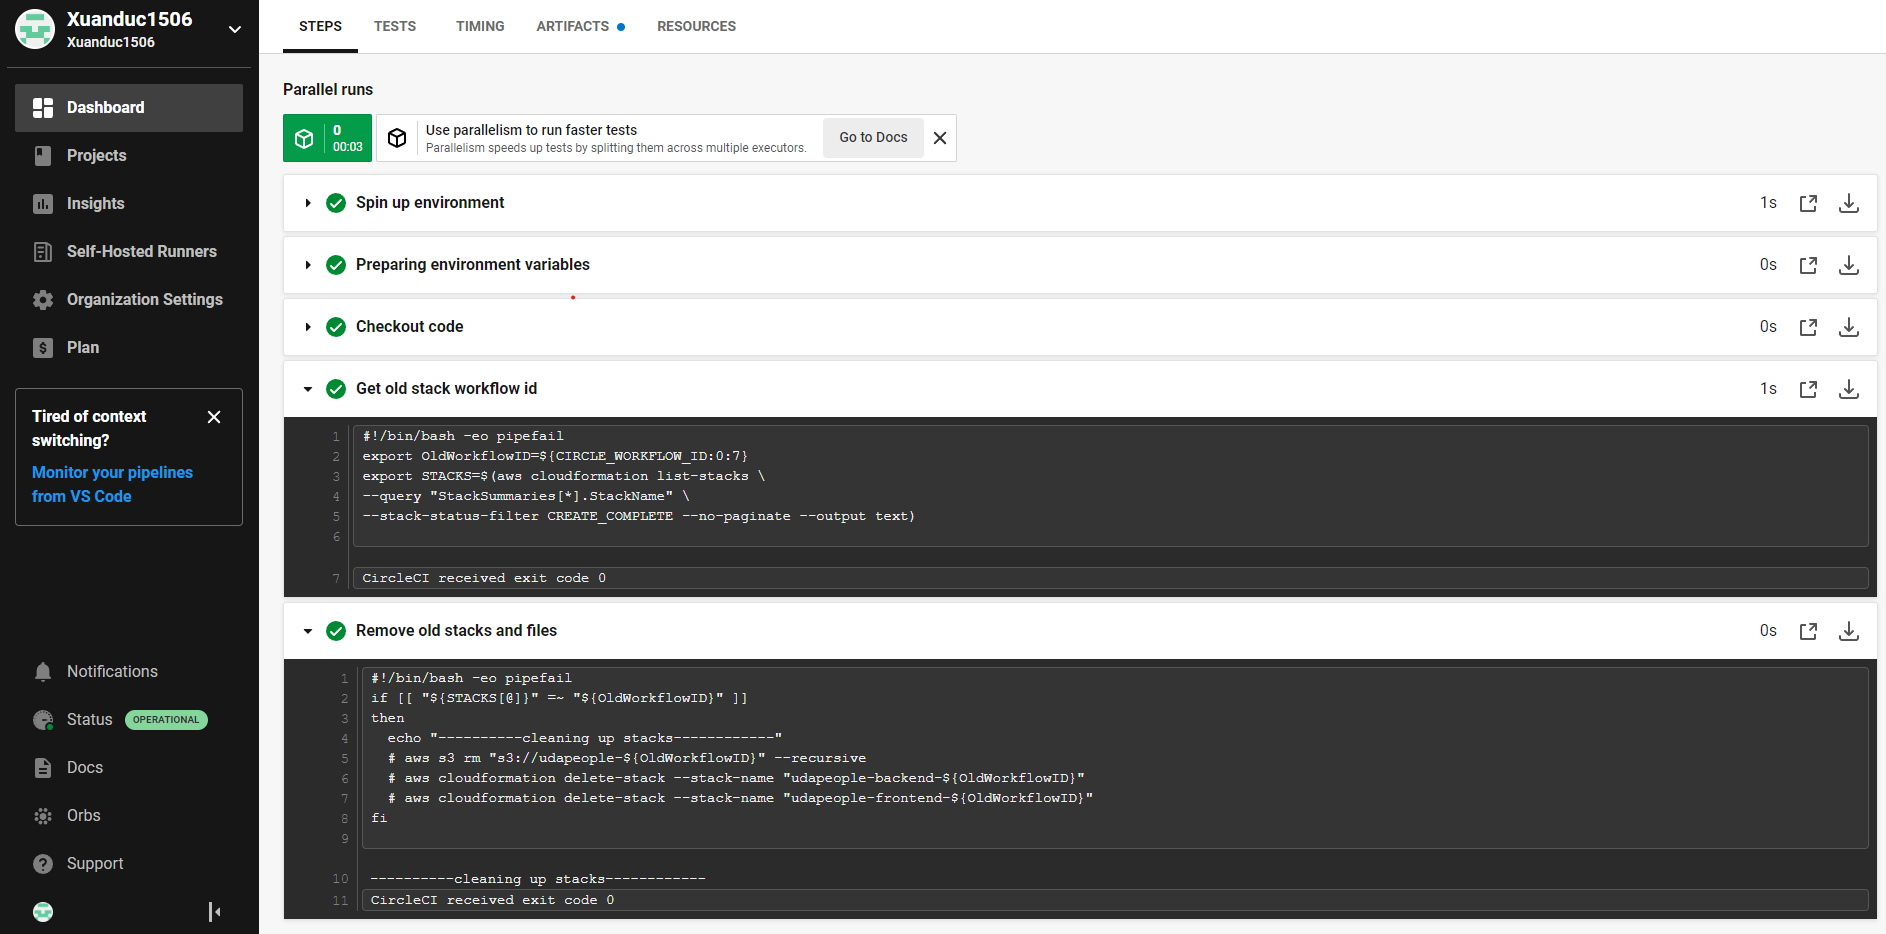 Xuanduc1506
Xuanduc1506
Dashboard
Projects
Insights
Self-Hosted Runners
Organization Settings
Plan
Tired of context
switching?
Monitor your pipelines
from VS Code
Notifications
Status OPERATIONAL
Docs
Orbs
Support
STEPS TESTS TIMING ARTIFACTS RESOURCES
Parallel runs
0
00:03
Use parallelism to run faster tests
Parallelism speeds up tests by splitting them across multiple executors.
Go to Docs
Spin up environment 1s
Preparing environment variables 0s
Checkout code 0s
Get old stack workflow id 1s
1 #!/bin/bash -eo pipefail
2 export OldWorkflowID=${CIRCLE_WORKFLOW_ID:0:7}
3 export STACKS=$(aws cloudformation list-stacks \
4 --query "StackSummaries[*].StackName" \
5 --stack-status-filter CREATE_COMPLETE --no-paginate --output text)
6
7 CircleCI received exit code 0
Remove old stacks and files 0s
1 #!/bin/bash -eo pipefail
2 if [[ "${STACKS[@]}" =~ "${OldWorkflowID}" ]]
3 then
4   echo "----------cleaning up stacks------------"
5   # aws s3 rm "s3://udapeople-${OldWorkflowID}" --recursive
6   # aws cloudformation delete-stack --stack-name "udapeople-backend-${OldWorkflowID}"
7   # aws cloudformation delete-stack --stack-name "udapeople-frontend-${OldWorkflowID}"
8 fi
9
10 ----------cleaning up stacks------------
11 CircleCI received exit code 0